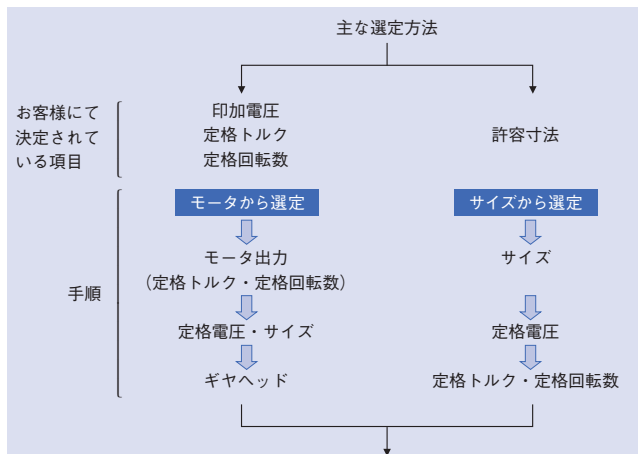 主な選定方法
お客様にて
決定されて
いる項目
印加電圧
定格トルク
定格回転数
許容寸法
手順
モータから選定
モータ出力
（定格トルク・定格回転数）
定格電圧・サイズ
ギヤヘッド
サイズから選定
サイズ
定格電圧
定格トルク・定格回転数